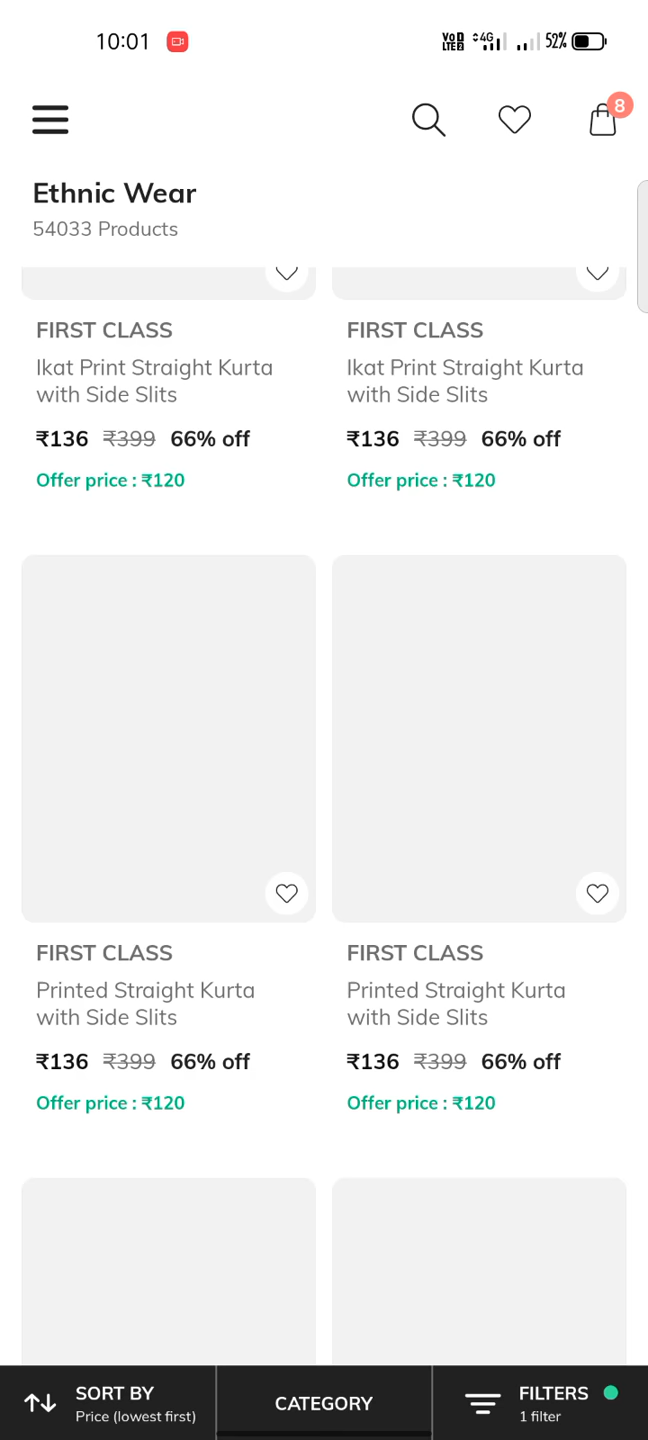 10:01
VoD LTE2 4G 52%
8
Ethnic Wear
54033 Products
FIRST CLASS
Ikat Print Straight Kurta
with Side Slits
₹136 ₹399 66% off
Offer price : ₹120
FIRST CLASS
Ikat Print Straight Kurta
with Side Slits
₹136 ₹399 66% off
Offer price : ₹120
FIRST CLASS
Printed Straight Kurta
with Side Slits
₹136 ₹399 66% off
Offer price : ₹120
FIRST CLASS
Printed Straight Kurta
with Side Slits
₹136 ₹399 66% off
Offer price : ₹120
SORT BY
Price (lowest first)
CATEGORY
FILTERS
1 filter